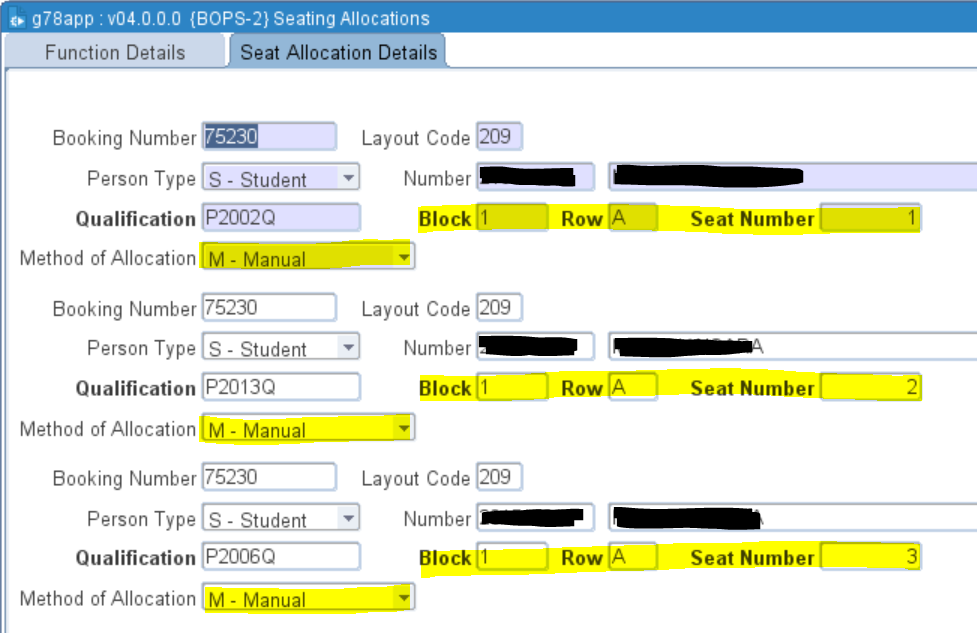 g78app : v04.0.0.0 {BOPS-2} Seating Allocations
Function Details Seat Allocation Details
Booking Number 75230 Layout Code 209
Person Type S - Student Number
Qualification P2002Q Block 1 Row A Seat Number 1
Method of Allocation M - Manual
Booking Number 75230 Layout Code 209
Person Type S - Student Number
Qualification P2013Q Block 1 Row A Seat Number 2
Method of Allocation M - Manual
Booking Number 75230 Layout Code 209
Person Type S - Student Number
Qualification P2006Q Block 1 Row A Seat Number 3
Method of Allocation M - Manual